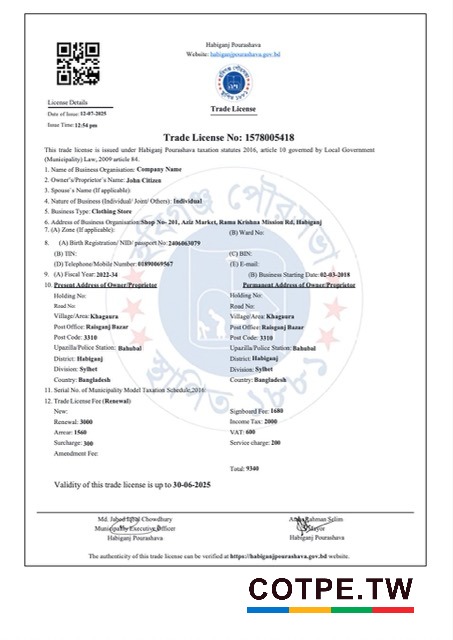 Habiganj Pourashava
Website: habiganjpourashava.gov.bd
License Details
Date of Issue: 12-07-2025
Issue Time: 12:54 pm
Trade License
Trade License No: 1578005418
This trade license is issued under Habiganj Pourashava taxation statutes 2016, article 10 governed by Local Government
(Municipality) Law, 2009 article 84.
1. Name of Business Organisation: Company Name
2. Owner's/Proprietor's Name: John Citizen
3. Spouse's Name (If applicable):
4. Nature of Business (Individual/ Joint/ Others): Individual
5. Business Type: Clothing Store
6. Address of Business Organisation: Shop No- 201, Aziz Market, Rama Krishna Mission Rd, Habiganj
7. (A) Zone (If applicable): (B) Ward No:
8. (A) Birth Registration/ NID/ passport No: 2406063079
(B) TIN: (C) BIN:
(D) Telephone/Mobile Number: 01890069567 (E) E-mail:
9. (A) Fiscal Year: 2022-34 (B) Business Starting Date: 02-03-2018
10. Present Address of Owner/Proprietor Permanent Address of Owner/Proprietor
Holding No: Holding No:
Road No: Road No:
Village/Area: Khagaura Village/Area: Khagaura
Post Office: Raisganj Bazar Post Office: Raisganj Bazar
Post Code: 3310 Post Code: 3310
Upazilla/Police Station: Bahubal Upazilla/Police Station: Bahubal
District: Habiganj District: Habiganj
Division: Sylhet Division: Sylhet
Country: Bangladesh Country: Bangladesh
11. Serial No. of Municipality Model Taxation Schedule,2016/
12. Trade License Fee (Renewal)
New: Signboard Fee: 1680
Renewal: 3000 Income Tax: 2000
Arrear: 1560 VAT: 600
Surcharge: 300 Service charge: 200
Amendment Fee:
Total: 9340
Validity of this trade license is up to 30-06-2025
Md. Jabed Iqbal Chowdhury Rahman Selim
Municipality Executive Officer Mayor
Habiganj Pourashava Habiganj Pourashava
The authenticity of this trade license can be verified at https://habiganjpourashava.gov.bd website.
হবিগঞ্জ পৌরসভা
স্থাপিত ১৮৮১
COTPE.TW